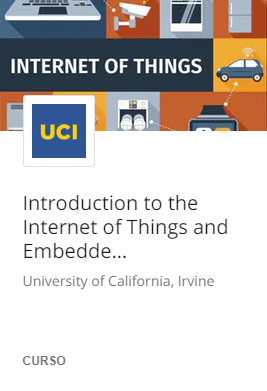 INTERNET OF THINGS
UCI
Introduction to the
Internet of Things and
Embedde...
University of California, Irvine
CURSO